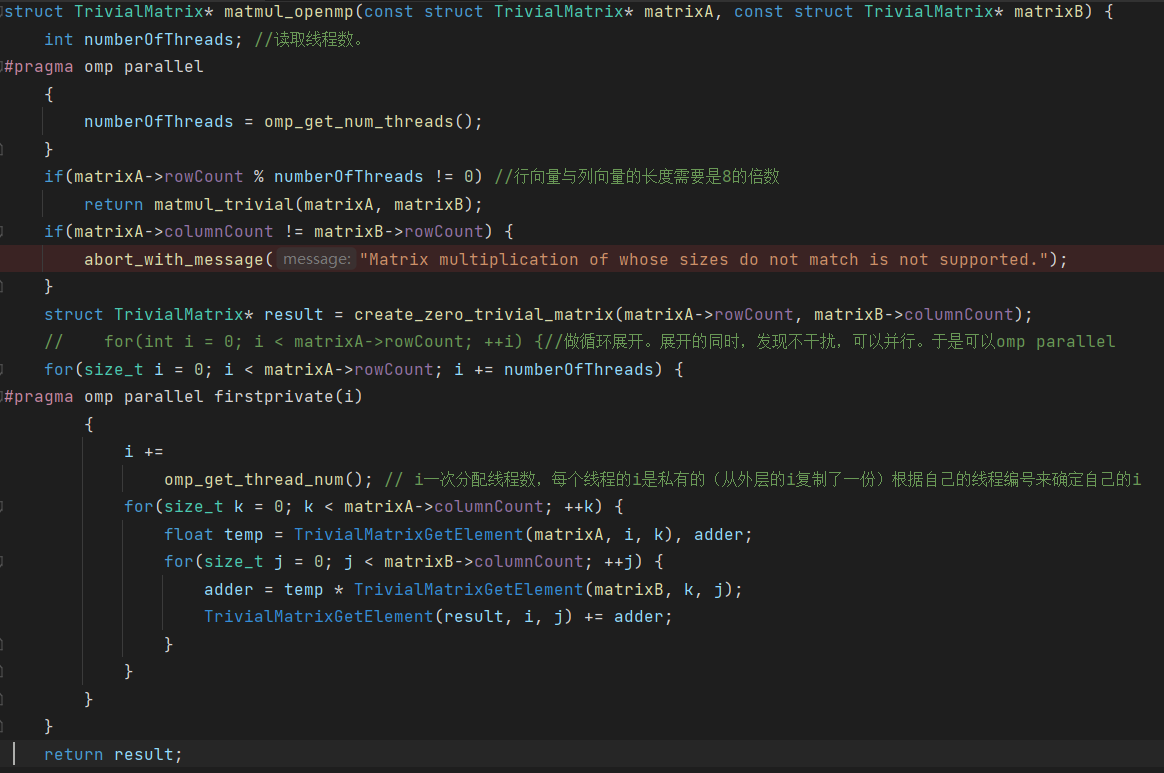 struct TrivialMatrix* matmul_openmp(const struct TrivialMatrix* matrixA, const struct TrivialMatrix* matrixB) {
    int numberOfThreads; //读取线程数。
#pragma omp parallel
    {
        numberOfThreads = omp_get_num_threads();
    }
    if(matrixA->rowCount % numberOfThreads != 0) //行向量与列向量的长度需要是8的倍数
        return matmul_trivial(matrixA, matrixB);
    if(matrixA->columnCount != matrixB->rowCount) {
        abort_with_message( message: "Matrix multiplication of whose sizes do not match is not supported.");
    }
    struct TrivialMatrix* result = create_zero_trivial_matrix(matrixA->rowCount, matrixB->columnCount);
    //    for(int i = 0; i < matrixA->rowCount; ++i) {//做循环展开。展开的同时，发现不干扰，可以并行。于是可以omp parallel
    for(size_t i = 0; i < matrixA->rowCount; i += numberOfThreads) {
#pragma omp parallel firstprivate(i)
        {
            i +=
                omp_get_thread_num(); // i一次分配线程数，每个线程的i是私有的（从外层的i复制了一份）根据自己的线程编号来确定自己的i
            for(size_t k = 0; k < matrixA->columnCount; ++k) {
                float temp = TrivialMatrixGetElement(matrixA, i, k), adder;
                for(size_t j = 0; j < matrixB->columnCount; ++j) {
                    adder = temp * TrivialMatrixGetElement(matrixB, k, j);
                    TrivialMatrixGetElement(result, i, j) += adder;
                }
            }
        }
    }
    return result;